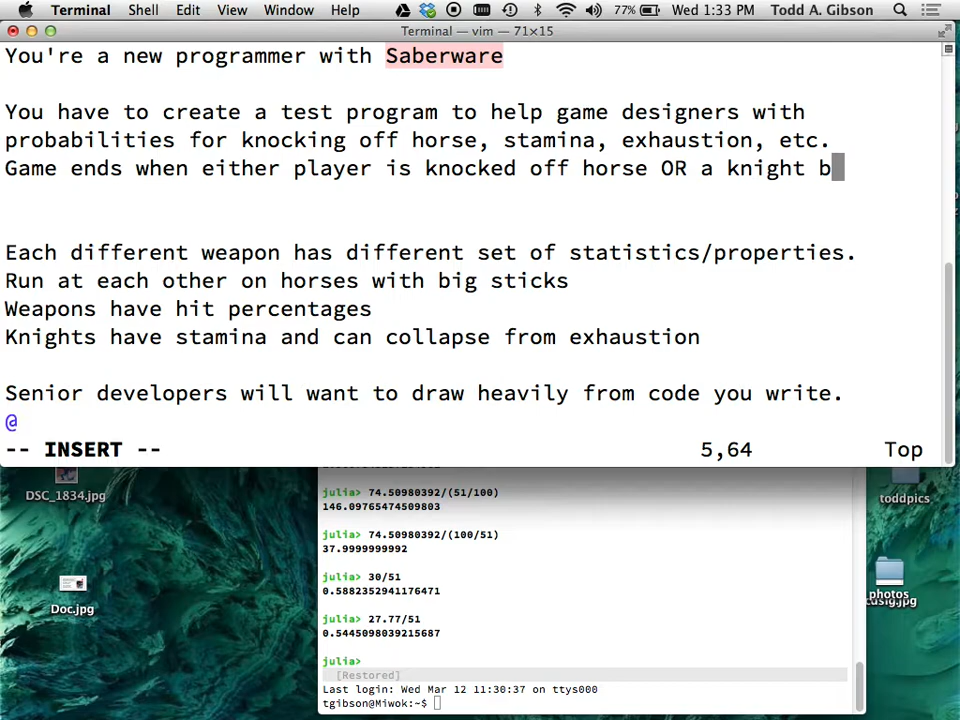 Terminal Shell Edit View Window Help 77% Wed 1:33 PM Todd A. Gibson
Terminal — vim — 71×15
You're a new programmer with Saberware
You have to create a test program to help game designers with
probabilities for knocking off horse, stamina, exhaustion, etc.
Game ends when either player is knocked off horse OR a knight b
Each different weapon has different set of statistics/properties.
Run at each other on horses with big sticks
Weapons have hit percentages
Knights have stamina and can collapse from exhaustion
Senior developers will want to draw heavily from code you write.
@
-- INSERT -- 5,64 Top
julia> 74.50980392/(51/100)
146.09765474509803
julia> 74.50980392/(100/51)
37.9999999992
julia> 30/51
0.5882352941176471
julia> 27.77/51
0.5445098039215687
julia>
[Restored]
Last login: Wed Mar 12 11:30:37 on ttys000
tgibson@Miwok:~$
DSC_1834.jpg
Doc.jpg
toddpics
photos